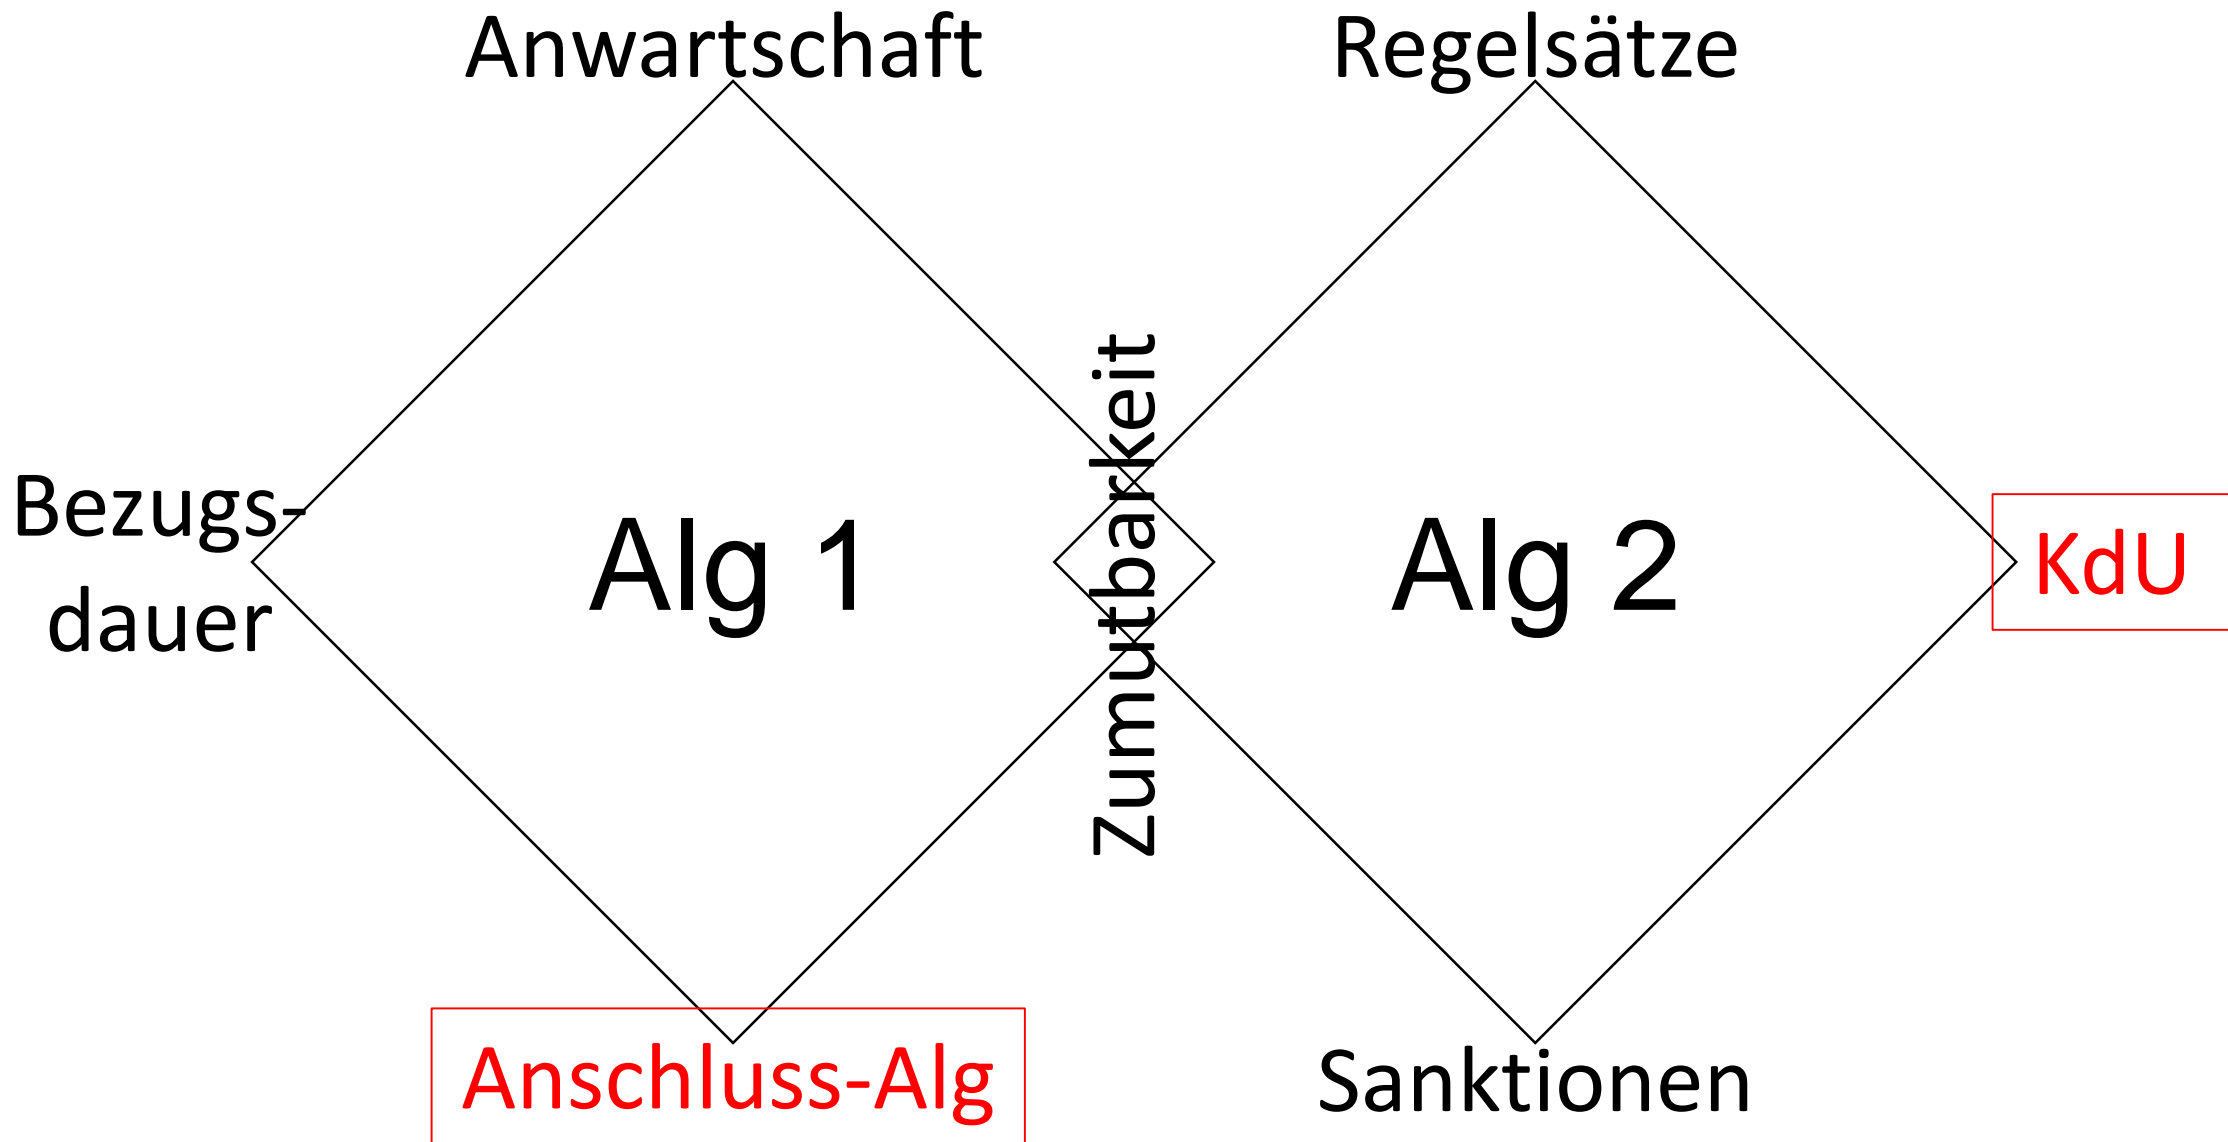 Anwartschaft
Regelsätze
Bezugs-
dauer
Alg 1
Zumutbarkeit
Alg 2
KdU
Anschluss-Alg
Sanktionen